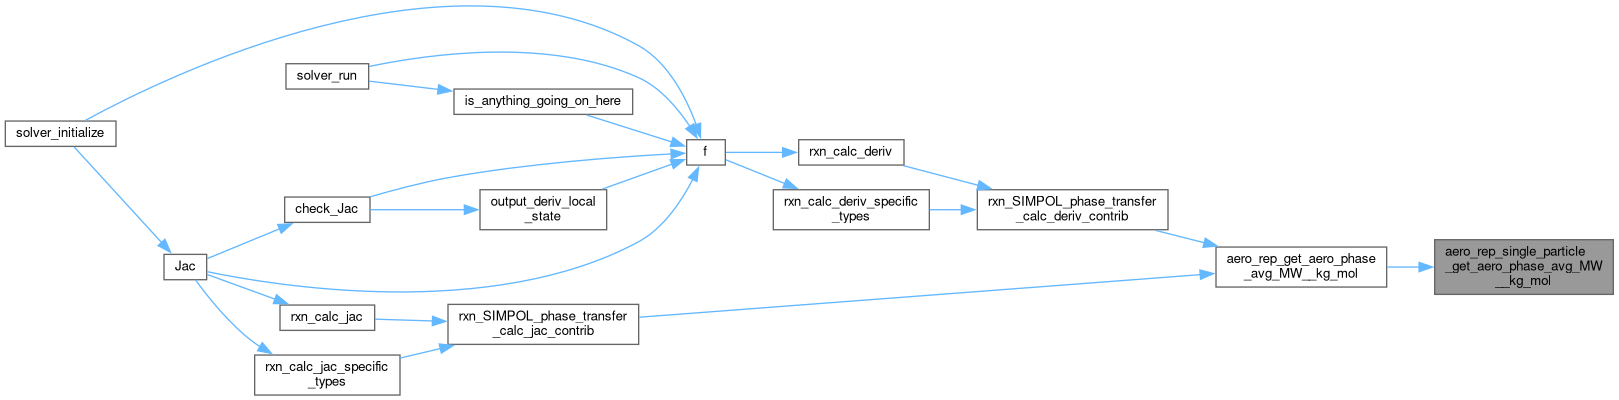 solver_run
is_anything_going_on_here
solver_initialize
f
rxn_calc_deriv
check_Jac
output_deriv_local
_state
rxn_calc_deriv_specific
_types
rxn_SIMPOL_phase_transfer
_calc_deriv_contrib
Jac
aero_rep_get_aero_phase
_avg_MW__kg_mol
aero_rep_single_particle
_get_aero_phase_avg_MW
__kg_mol
rxn_calc_jac
rxn_SIMPOL_phase_transfer
_calc_jac_contrib
rxn_calc_jac_specific
_types